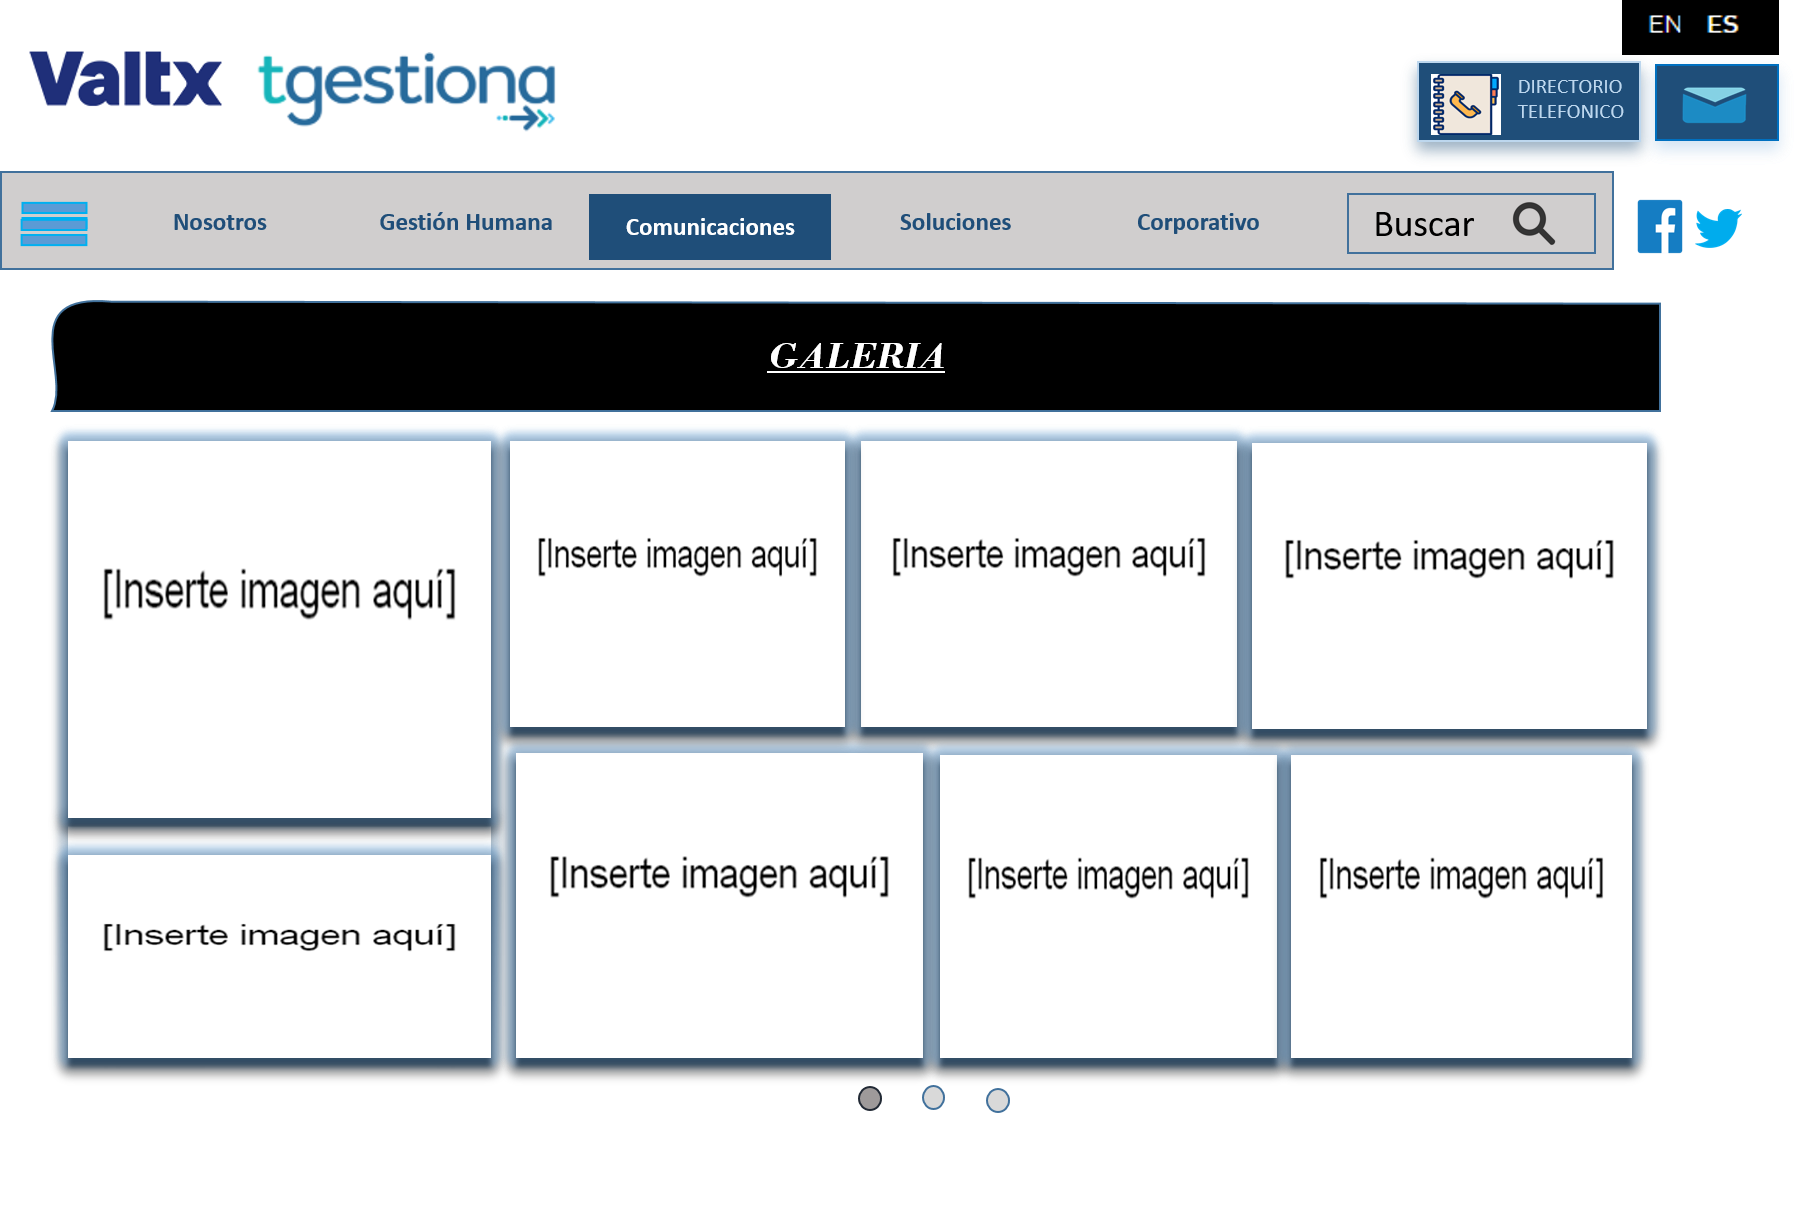 EN ES
Valtx tgestiona
DIRECTORIO
TELEFONICO
Nosotros Gestión Humana Comunicaciones Soluciones Corporativo Buscar
GALERIA
[Inserte imagen aquí]
[Inserte imagen aquí]
[Inserte imagen aquí]
[Inserte imagen aquí]
[Inserte imagen aquí]
[Inserte imagen aquí]
[Inserte imagen aquí]
[Inserte imagen aquí]